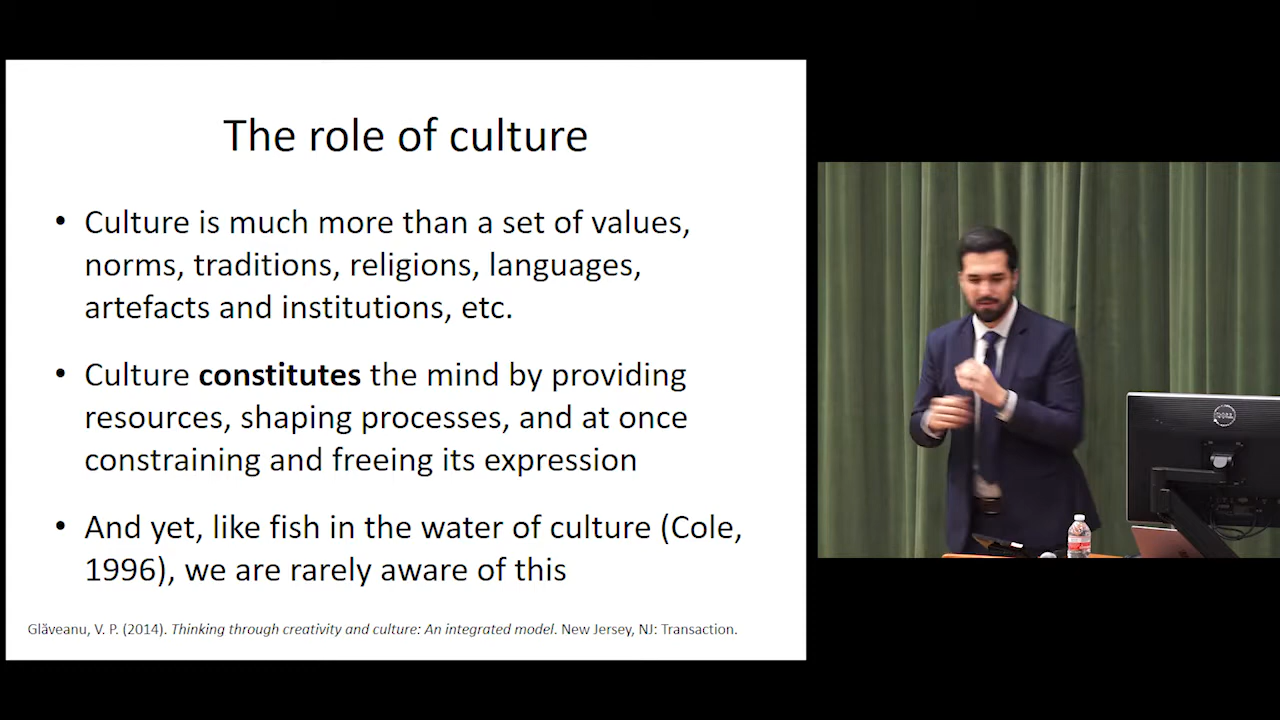 The role of culture
• Culture is much more than a set of values,
norms, traditions, religions, languages,
artefacts and institutions, etc.
• Culture constitutes the mind by providing
resources, shaping processes, and at once
constraining and freeing its expression
• And yet, like fish in the water of culture (Cole,
1996), we are rarely aware of this
Glăveanu, V. P. (2014). Thinking through creativity and culture: An integrated model. New Jersey, NJ: Transaction.
DELL